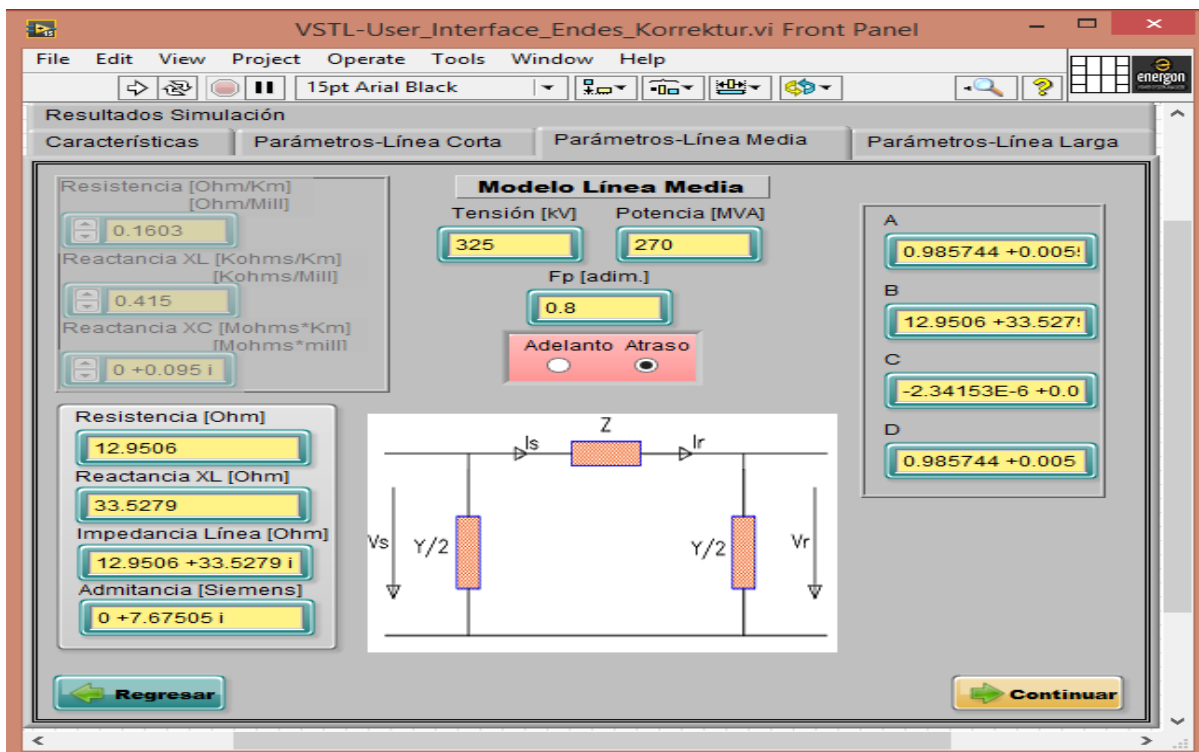 VSTL-User_Interface_Endes_Korrektur.vi Front Panel
File Edit View Project Operate Tools Window Help
15pt Arial Black
energon
Resultados Simulación
Características Parámetros-Línea Corta Parámetros-Línea Media Parámetros-Línea Larga
Resistencia [Ohm/Km]
[Ohm/Mill]
0.1603
Reactancia XL [Kohms/Km]
[Kohms/Mill]
0.415
Reactancia XC [Mohms*Km]
[Mohms*mill]
0 +0.095 i
Modelo Línea Media
Tensión [kV] Potencia [MVA]
325 270
Fp [adim.]
0.8
Adelanto Atraso
A
0.985744 +0.005
B
12.9506 +33.527
C
-2.34153E-6 +0.0
D
0.985744 +0.005
Resistencia [Ohm]
12.9506
Reactancia XL [Ohm]
33.5279
Impedancia Línea [Ohm]
12.9506 +33.5279 i
Admitancia [Siemens]
0 +7.67505 i
Z
Is Ir
Vs Y/2 Y/2 Vr
Regresar Continuar